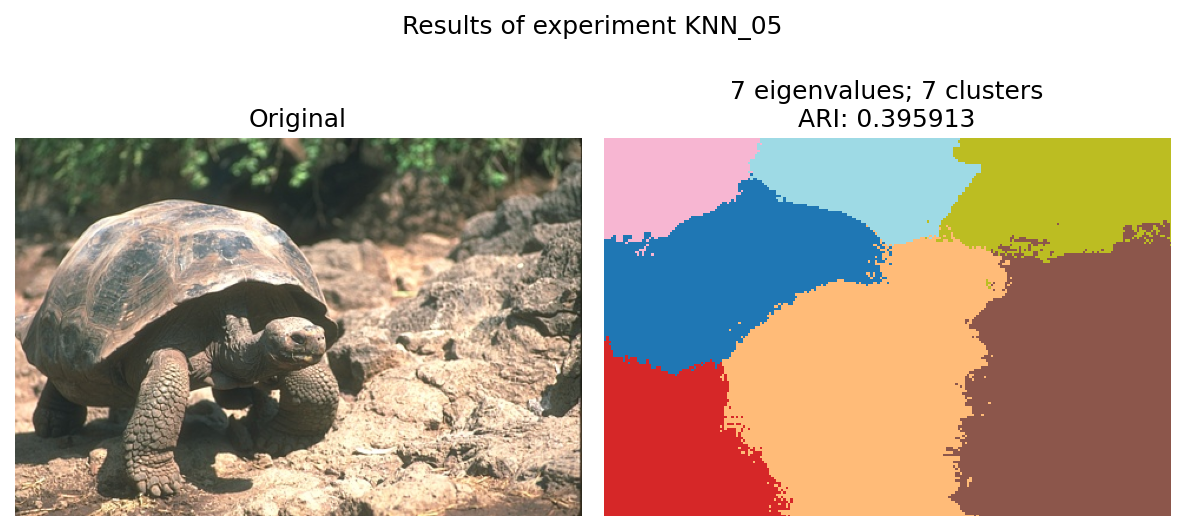 Results of experiment KNN_05
Original
7 eigenvalues; 7 clusters
ARI: 0.395913